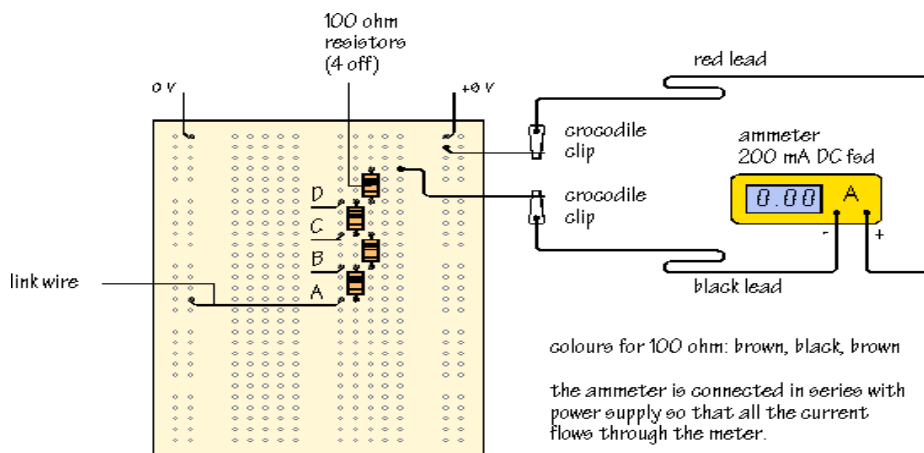 100 ohm
resistors
(4 off)
0 V
+6 V
red lead
crocodile
clip
ammeter
200 mA DC fsd
0.00 A
- +
crocodile
clip
D
C
B
A
link wire
black lead
colours for 100 ohm: brown, black, brown
the ammeter is connected in series with
power supply so that all the current
flows through the meter.